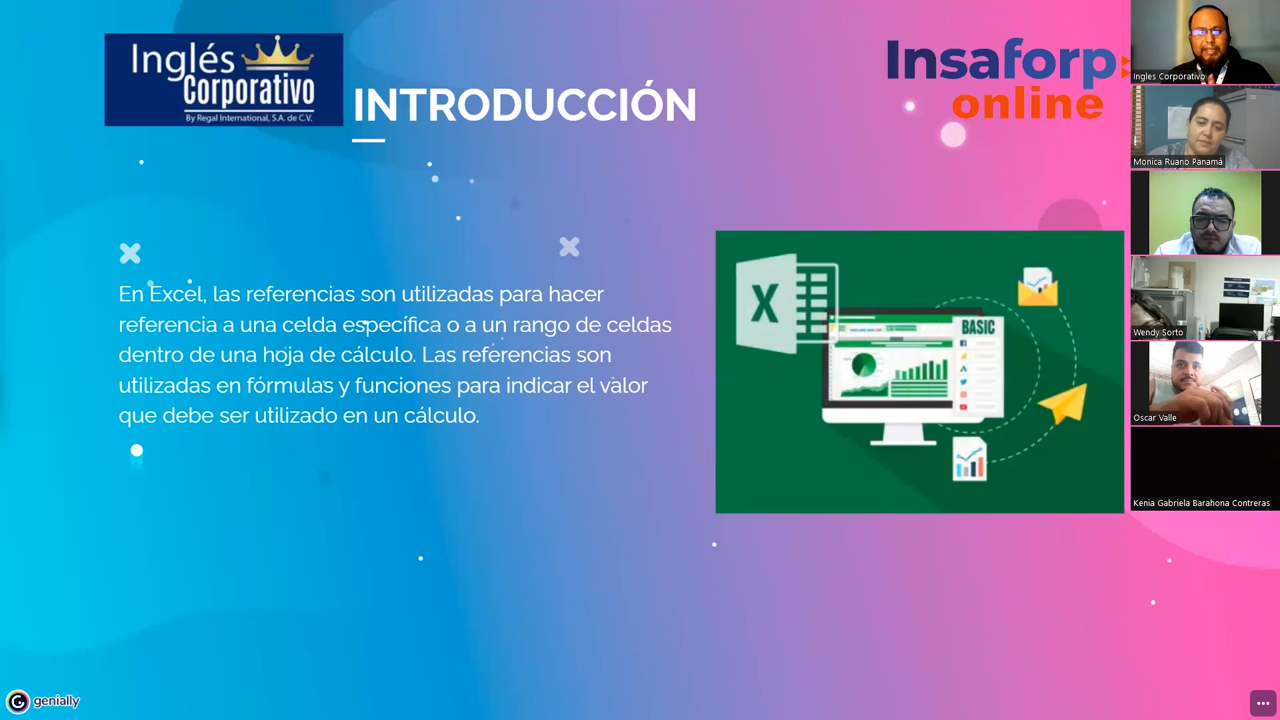 Inglés
Corporativo
By Regal International, S.A. de C.V.
INTRODUCCIÓN
Insaforp
online
En Excel, las referencias son utilizadas para hacer
referencia a una celda específica o a un rango de celdas
dentro de una hoja de cálculo. Las referencias son
utilizadas en fórmulas y funciones para indicar el valor
que debe ser utilizado en un cálculo.
X
BASIC
Ingles Corporativo
Monica Ruano Panamá
Wendy Sorto
Oscar Valle
Kenia Gabriela Barahona Contreras
genially